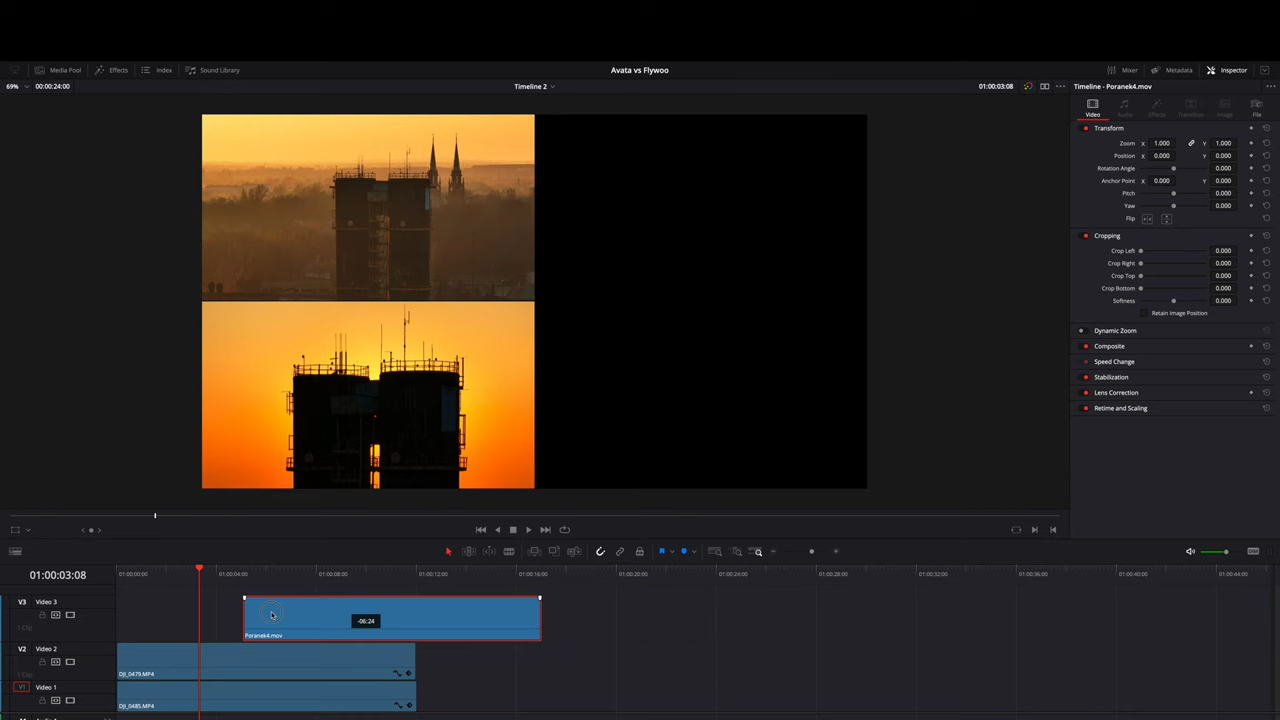 Media Pool Effects Index Sound Library Avata vs Flywoo Mixer Metadata Inspector
69% 00:00:24:00 Timeline 2 01:00:03:08 Timeline - Poranek4.mov
Video Audio Effects Transition Image File
Transform
Zoom X 1.000 Y 1.000
Position X 0.000 Y 0.000
Rotation Angle 0.000
Anchor Point X 0.000 Y 0.000
Pitch 0.000
Yaw 0.000
Flip
Cropping
Crop Left 0.000
Crop Right 0.000
Crop Top 0.000
Crop Bottom 0.000
Softness 0.000
Retain Image Position
Dynamic Zoom
Composite
Speed Change
Stabilization
Lens Correction
Retime and Scaling
DIM
01:00:03:08 01:00:00:00 01:00:04:00 01:00:08:00 01:00:12:00 01:00:16:00 01:00:20:00 01:00:24:00 01:00:28:00 01:00:32:00 01:00:36:00 01:00:40:00 01:00:44:00
V3 Video 3
-06:24
1 Clip
Poranek4.mov
V2 Video 2
1 Clip
DJI_0479.MP4
V1 Video 1
DJI_0485.MP4